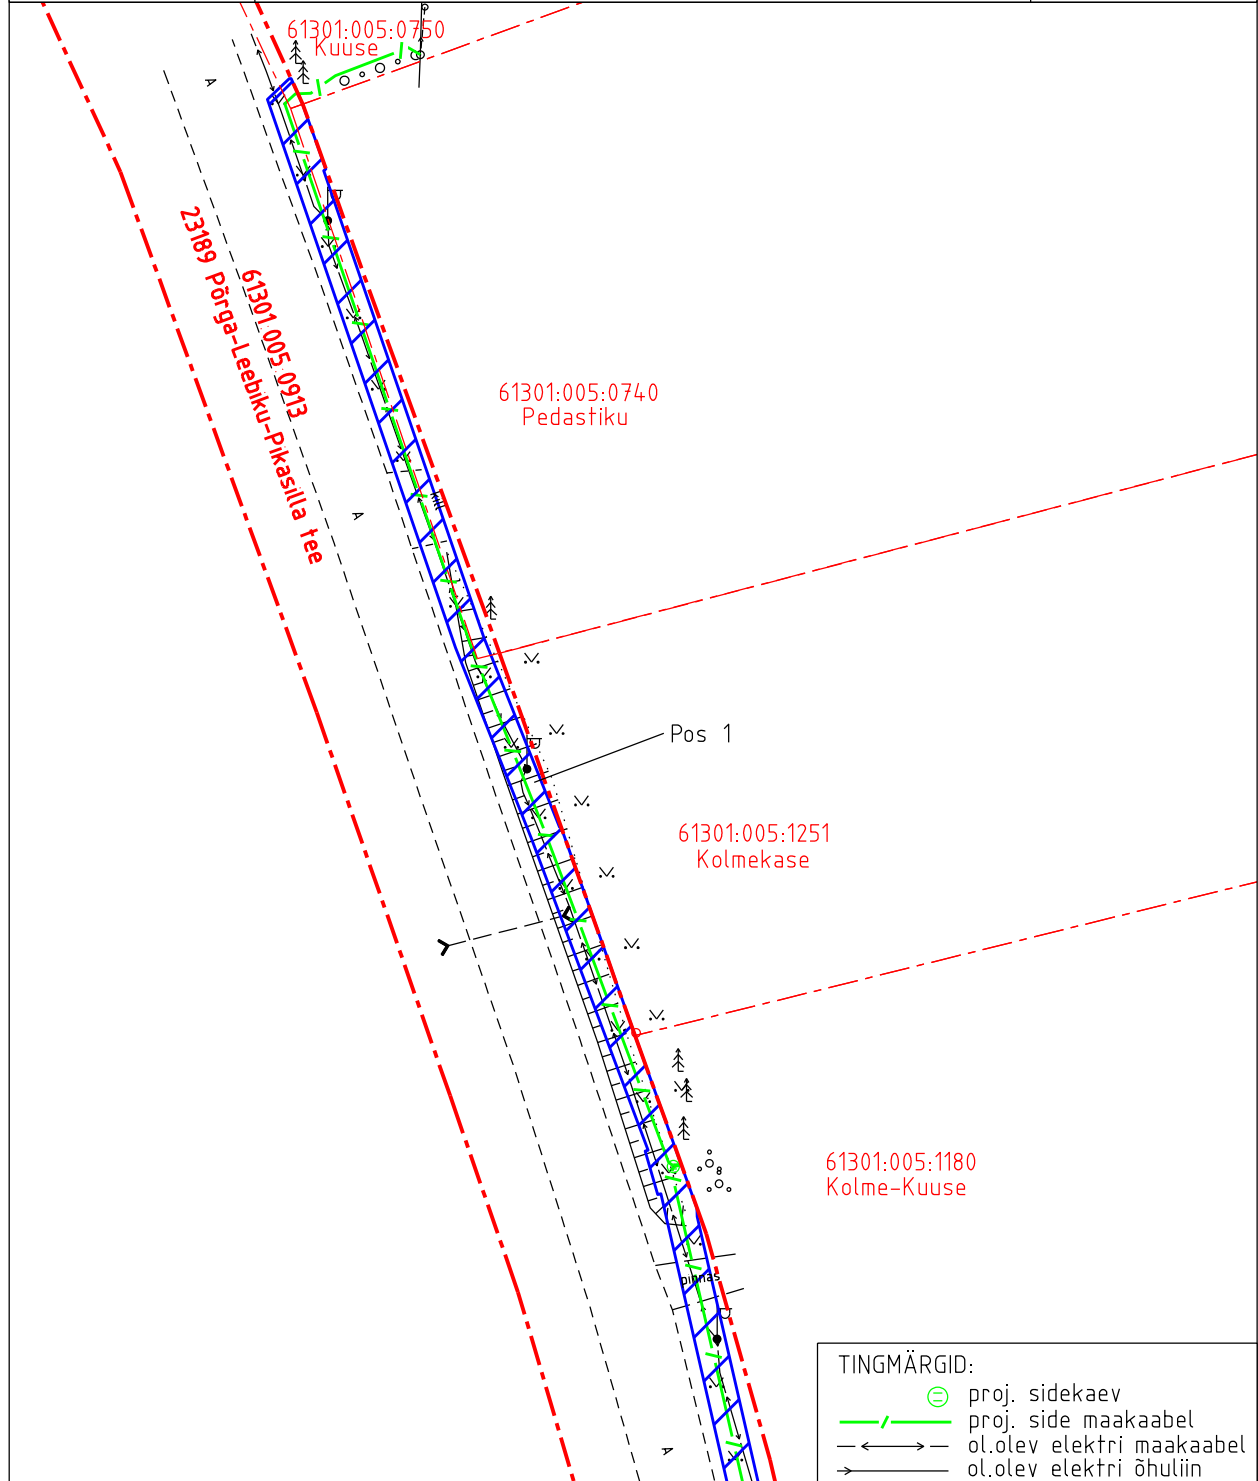 61301:005:0750
Kuuse
A
61301:005:0913
23189 Põrga-Leebiku-Pikasilla tee
61301:005:0740
Pedastiku
A
kr
Pos 1
61301:005:1251
Kolmekase
61301:005:1180
Kolme-Kuuse
pinnas
A
TINGMÄRGID:
proj. sidekaev
proj. side maakaabel
ol.olev elektri maakaabel
ol.olev elektri õhuliin